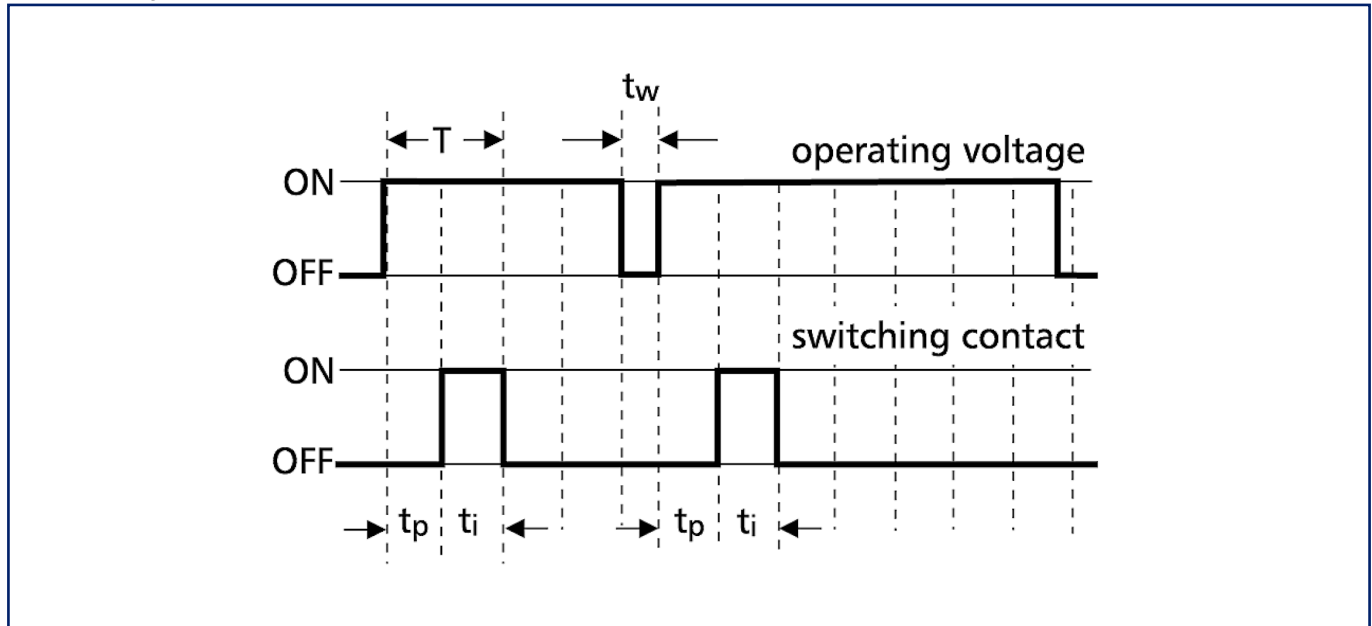 tw
T
operating voltage
ON
OFF
switching contact
ON
OFF
tp ti tp ti